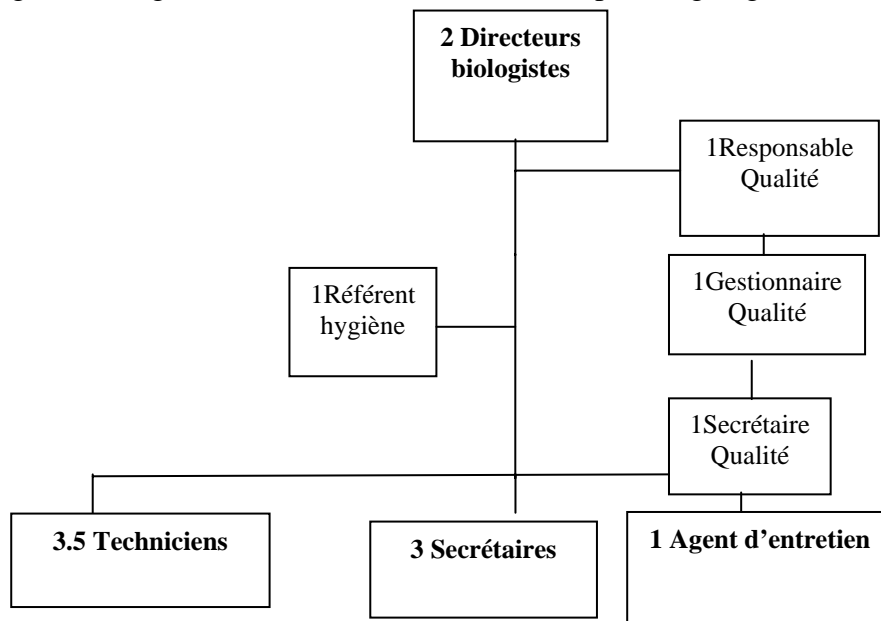 2 Directeurs
biologistes
1Responsable
Qualité
1Référent
hygiène
1Gestionnaire
Qualité
1Secrétaire
Qualité
3.5 Techniciens
3 Secrétaires
1 Agent d'entretien